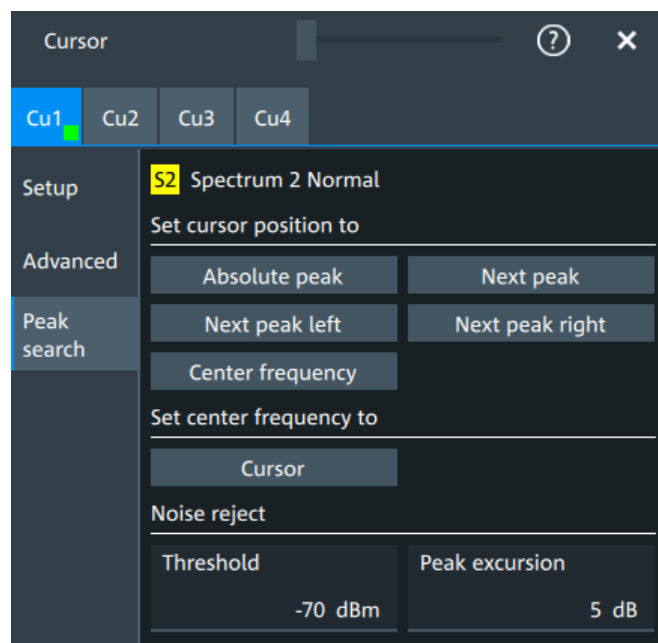 Cursor
Cu1 Cu2 Cu3 Cu4
Setup
Advanced
Peak
search
S2 Spectrum 2 Normal
Set cursor position to
Absolute peak Next peak
Next peak left Next peak right
Center frequency
Set center frequency to
Cursor
Noise reject
Threshold Peak excursion
-70 dBm 5 dB